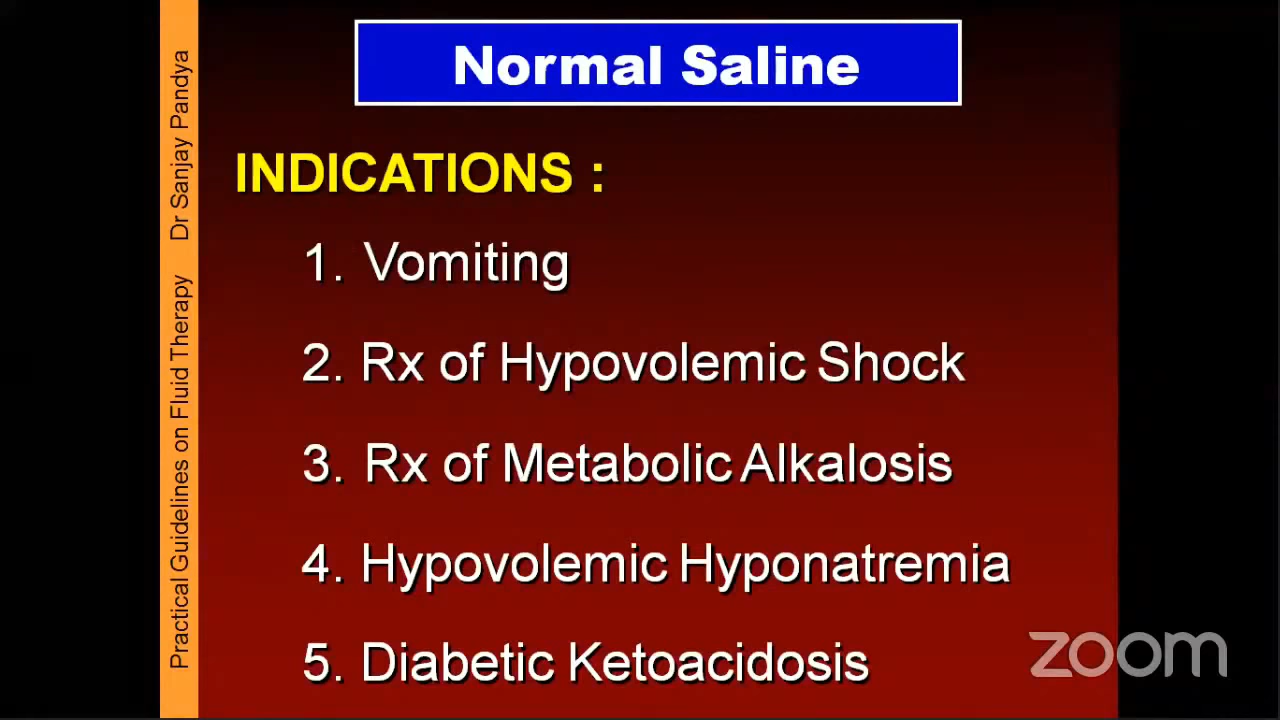 Normal Saline
INDICATIONS :
1. Vomiting
2. Rx of Hypovolemic Shock
3. Rx of Metabolic Alkalosis
4. Hypovolemic Hyponatremia
5. Diabetic Ketoacidosis
Practical Guidelines on Fluid Therapy Dr Sanjay Pandya
zoom